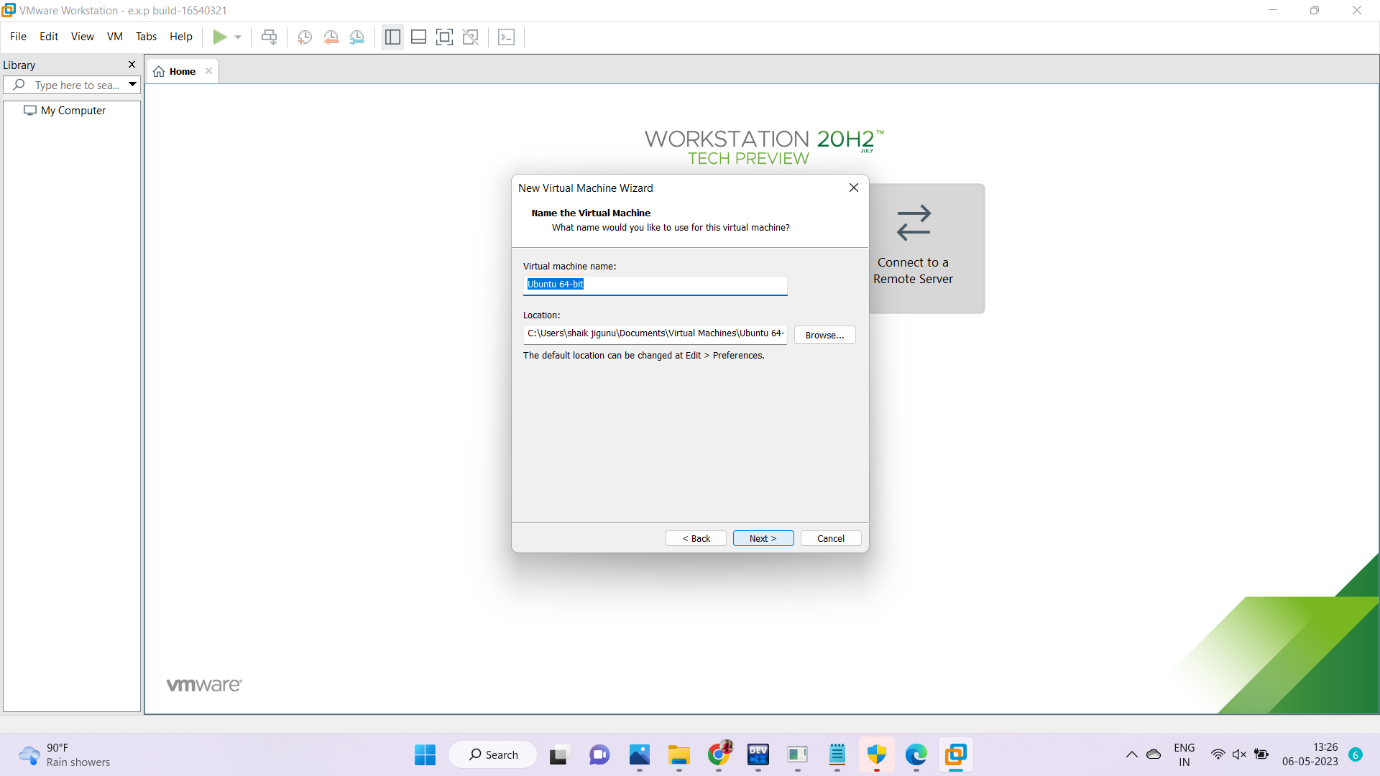 VMware Workstation - e.x.p build-16540321
File Edit View VM Tabs Help
Library
Type here to sea...
My Computer
Home
WORKSTATION 20H2™
JULY
TECH PREVIEW
New Virtual Machine Wizard
Name the Virtual Machine
What name would you like to use for this virtual machine?
Virtual machine name:
Ubuntu 64-bit
Location:
C:\Users\shaik jigunu\Documents\Virtual Machines\Ubuntu 64-
Browse...
The default location can be changed at Edit > Preferences.
< Back Next > Cancel
Connect to a
Remote Server
vmware®
90°F
Rain showers
Search
DEV
ENG
IN
13:26
06-05-2023
6